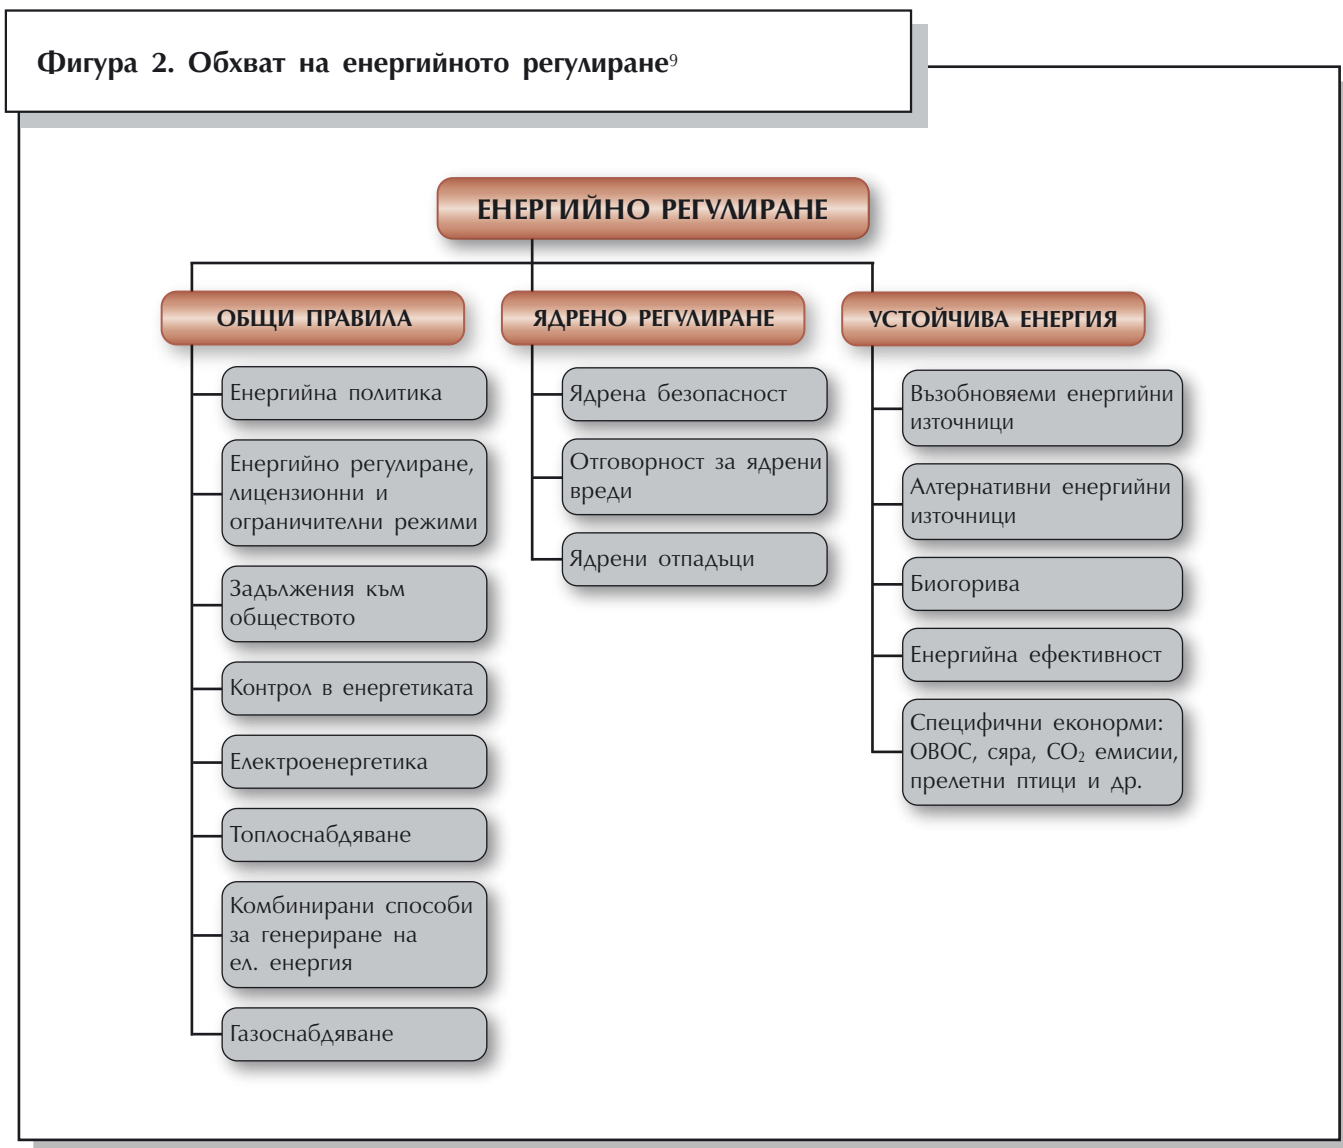 Фигура 2. Обхват на енергийното регулиране⁹
ЕНЕРГИЙНО РЕГУЛИРАНЕ
ОБЩИ ПРАВИЛА
Енергийна политика
Енергийно регулиране,
лицензионни и
ограничителни режими
Задължения към
обществото
Контрол в енергетиката
Електроенергетика
Топлоснабдяване
Комбинирани способи
за генериране на
ел. енергия
Газоснабдяване
ЯДРЕНО РЕГУЛИРАНЕ
Ядрена безопасност
Отговорност за ядрени
вреди
Ядрени отпадъци
УСТОЙЧИВА ЕНЕРГИЯ
Възобновяеми енергийни
източници
Алтернативни енергийни
източници
Биогорива
Енергийна ефективност
Специфични еконорми:
ОВОС, сяра, CO₂ емисии,
прелетни птици и др.